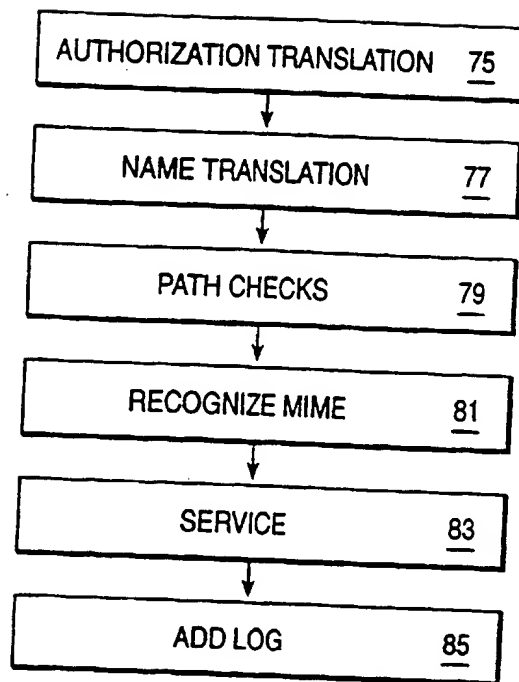 AUTHORIZATION TRANSLATION 75
NAME TRANSLATION 77
PATH CHECKS 79
RECOGNIZE MIME 81
SERVICE 83
ADD LOG 85